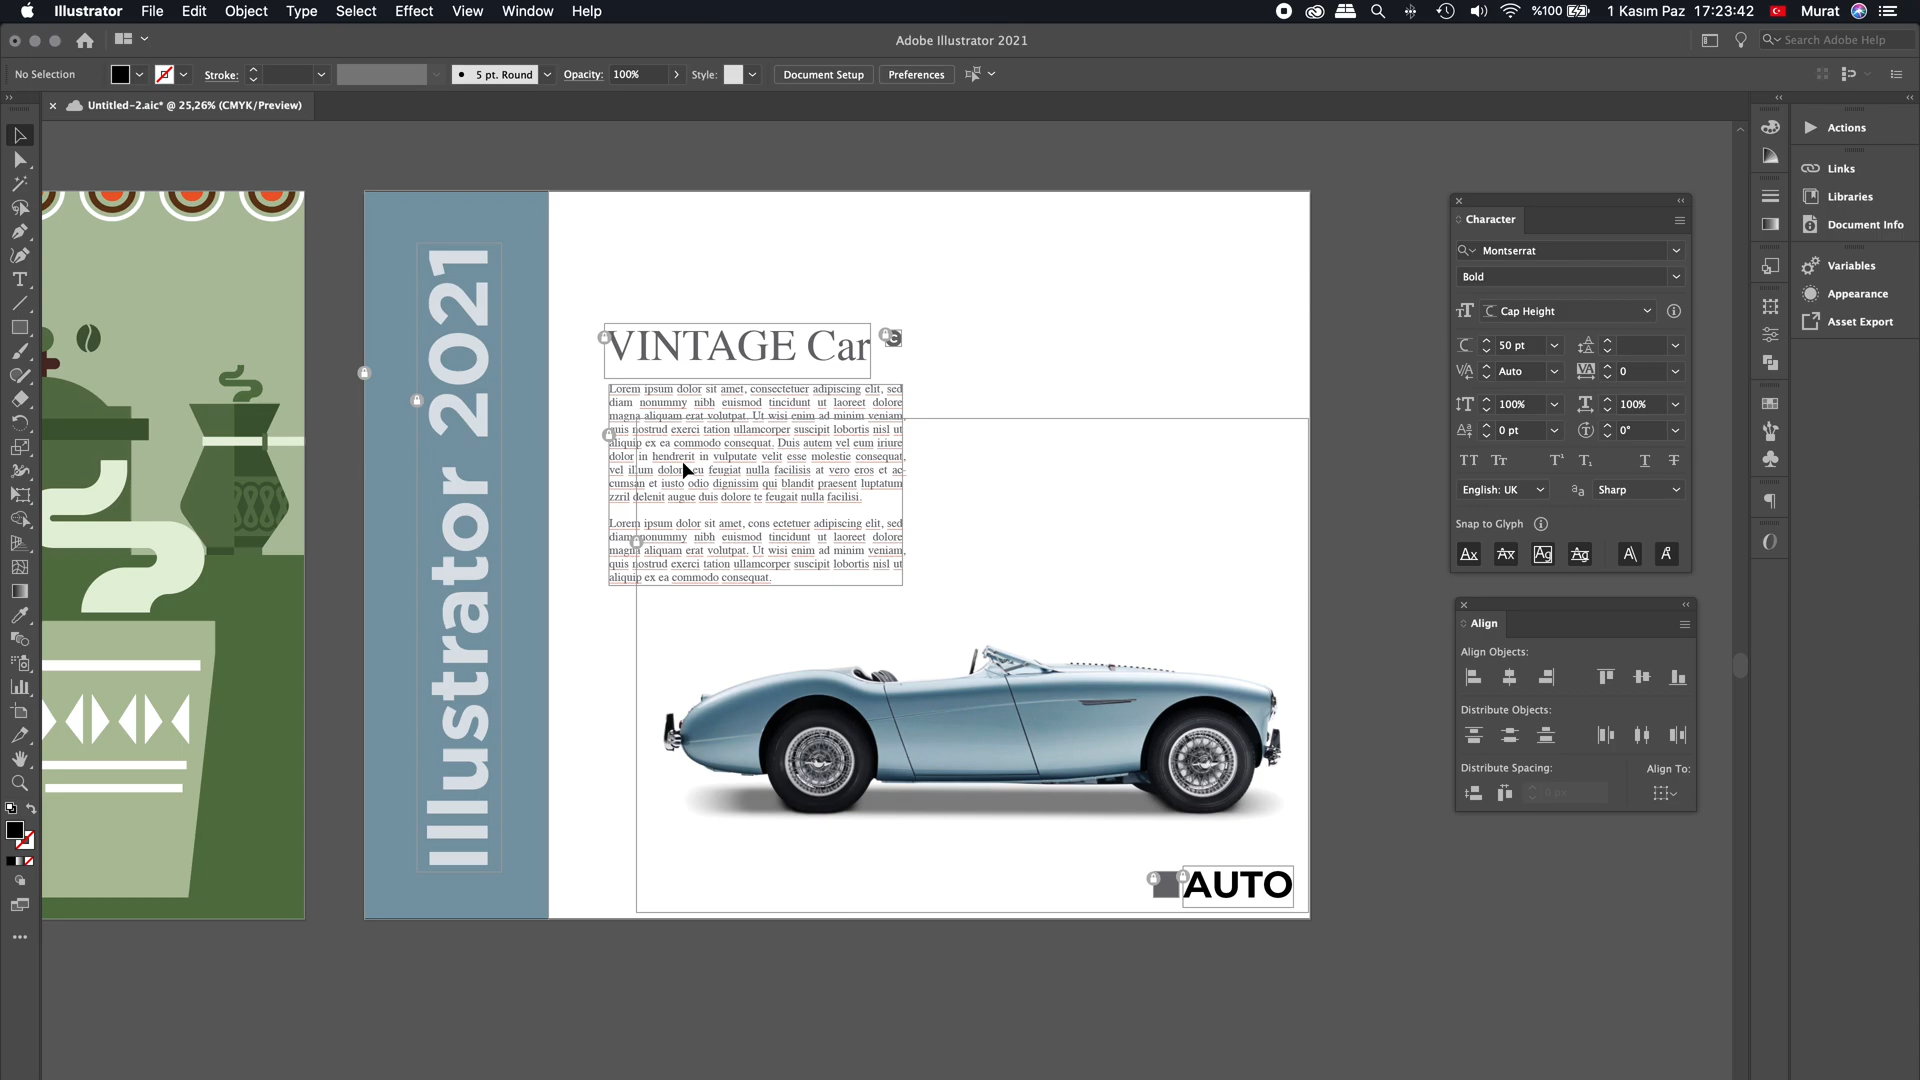 Illustrator File Edit Object Type Select Effect View Window Help
%100 1 Kasım Paz 17:23:42 Murat
Adobe Illustrator 2021
Search Adobe Help
No Selection Stroke: 5 pt. Round Opacity: 100% Style: Document Setup Preferences
Untitled-2.aic* @ 25,26% (CMYK/Preview)
Illustrator 2021
VINTAGE Car
C
Lorem ipsum dolor sit amet, consectetuer adipiscing elit, sed
diam nonummy nibh euismod tincidunt ut laoreet dolore
magna aliquam erat volutpat. Ut wisi enim ad minim veniam,
quis nostrud exerci tation ullamcorper suscipit lobortis nisl ut
aliquip ex ea commodo consequat. Duis autem vel eum iriure
dolor in hendrerit in vulputate velit esse molestie consequat,
vel illum dolore eu feugiat nulla facilisis at vero eros et ac-
cumsan et iusto odio dignissim qui blandit praesent luptatum
zzril delenit augue duis dolore te feugait nulla facilisi.
Lorem ipsum dolor sit amet, cons ectetuer adipiscing elit, sed
diam nonummy nibh euismod tincidunt ut laoreet dolore
magna aliquam erat volutpat. Ut wisi enim ad minim veniam,
quis nostrud exerci tation ullamcorper suscipit lobortis nisl ut
aliquip ex ea commodo consequat.
AUTO
Character
Montserrat
Bold
Cap Height
50 pt
Auto 0
100% 100%
0 pt 0°
English: UK Sharp
Snap to Glyph
Align
Align Objects:
Distribute Objects:
Distribute Spacing: Align To:
0 px
Actions
Links
Libraries
Document Info
Variables
Appearance
Asset Export